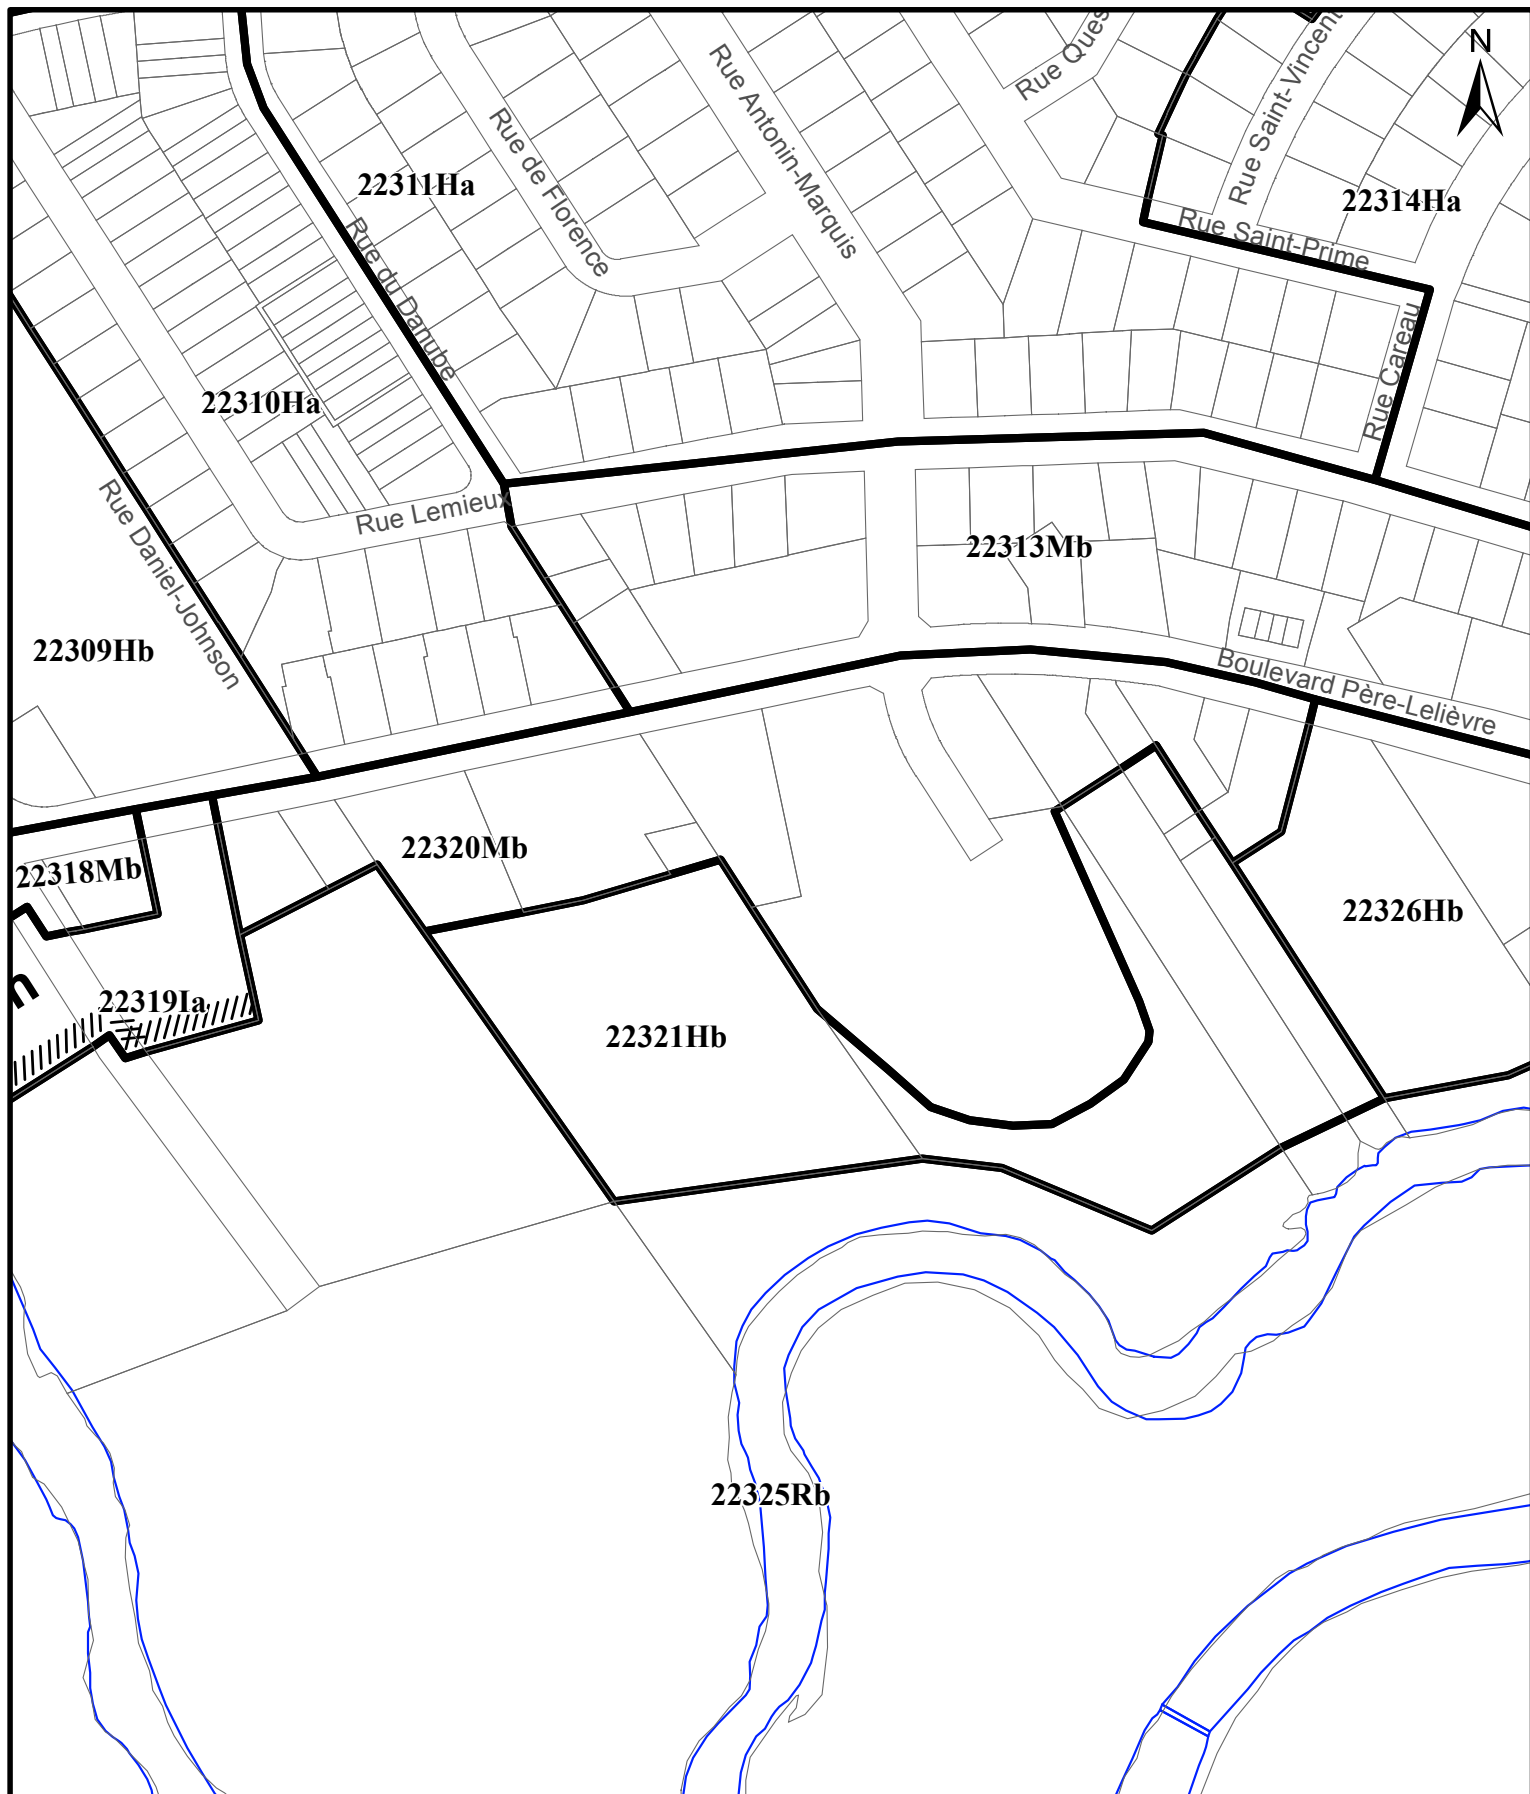 N
Rue Ques
Rue Saint-Vincent
Rue Antonin-Marquis
Rue de Florence
22311Ha
22314Ha
Rue Saint-Prime
Rue du Danube
Rue Careau
22310Ha
Rue Lemieux
Rue Daniel-Johnson
22313Mb
22309Hb
Boulevard Père-Lelièvre
22320Mb
22318Mb
22326Hb
n
22319Ia
22321Hb
22325Rb